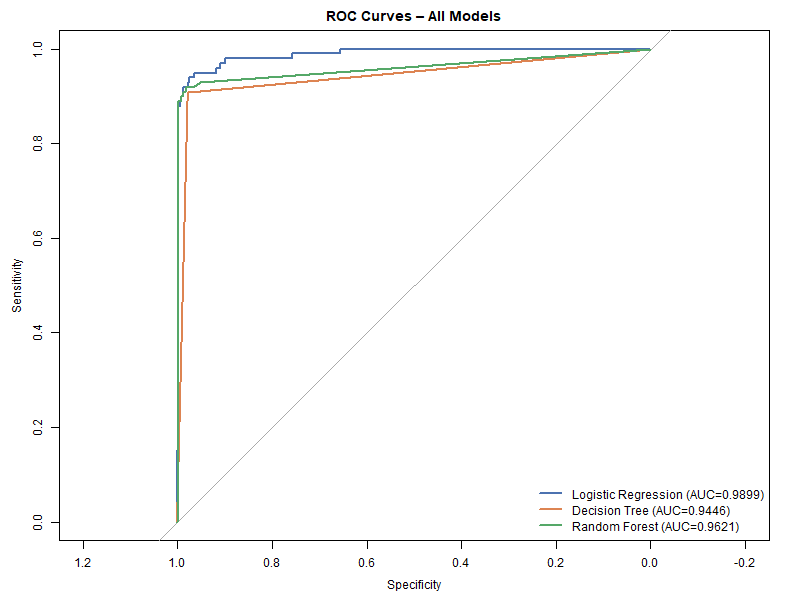 ROC Curves – All Models
1.0
0.8
0.6
0.4
0.2
0.0
Sensitivity
Logistic Regression (AUC=0.9899)
Decision Tree (AUC=0.9446)
Random Forest (AUC=0.9621)
1.2 1.0 0.8 0.6 0.4 0.2 0.0 -0.2
Specificity